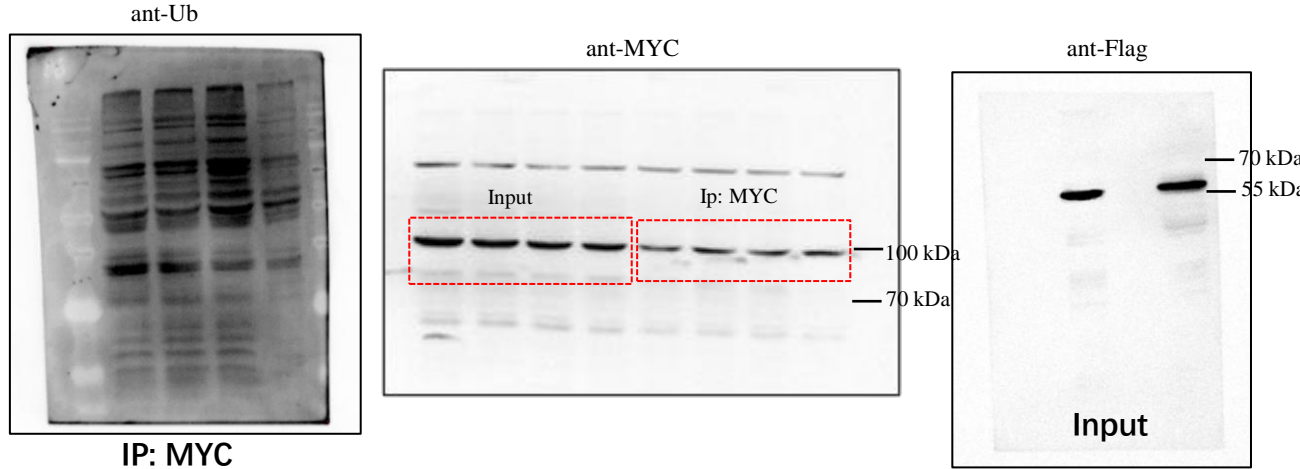 ant-Ub
IP: MYC
ant-MYC
Input
Ip: MYC
100 kDa
70 kDa
ant-Flag
70 kDa
55 kDa
Input